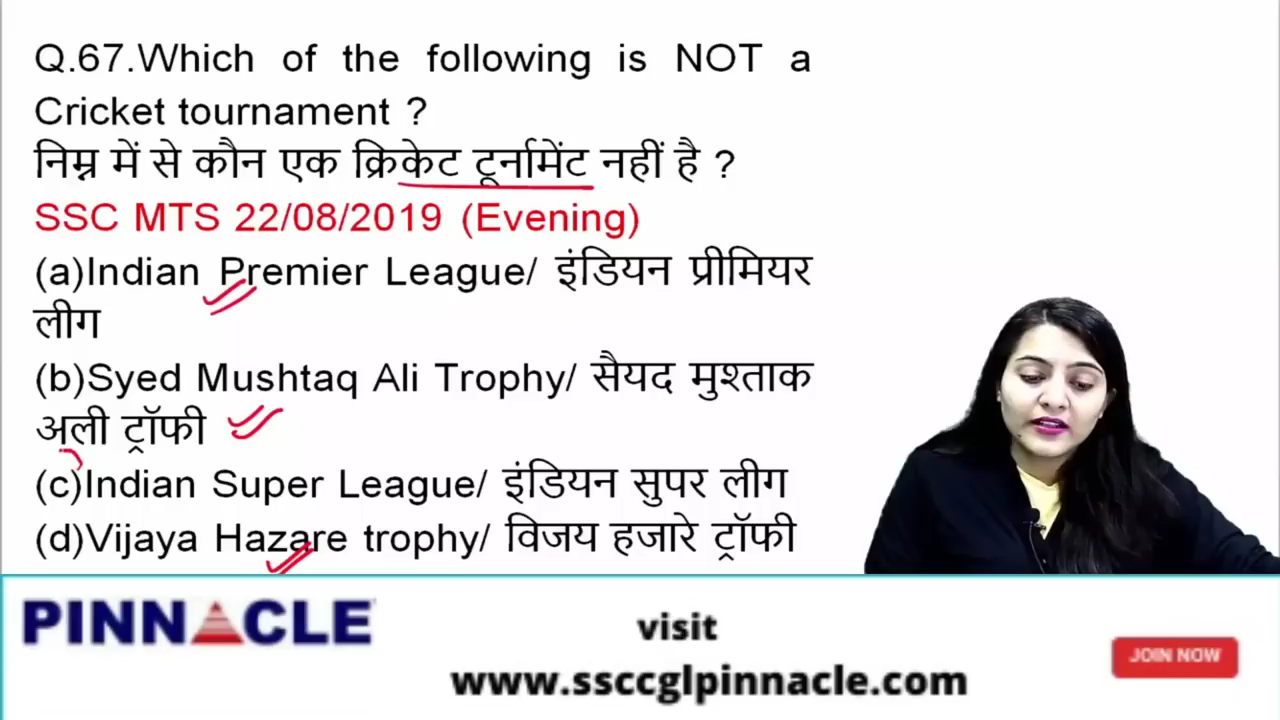 Q.67.Which of the following is NOT a
Cricket tournament ?
निम्न में से कौन एक क्रिकेट टूर्नामेंट नहीं है ?
SSC MTS 22/08/2019 (Evening)
(a)Indian Premier League/ इंडियन प्रीमियर
लीग
(b)Syed Mushtaq Ali Trophy/ सैयद मुश्ताक
अली ट्रॉफी
(c)Indian Super League/ इंडियन सुपर लीग
(d)Vijaya Hazare trophy/ विजय हजारे ट्रॉफी
PINNACLE
visit
www.ssccglpinnacle.com
JOIN NOW